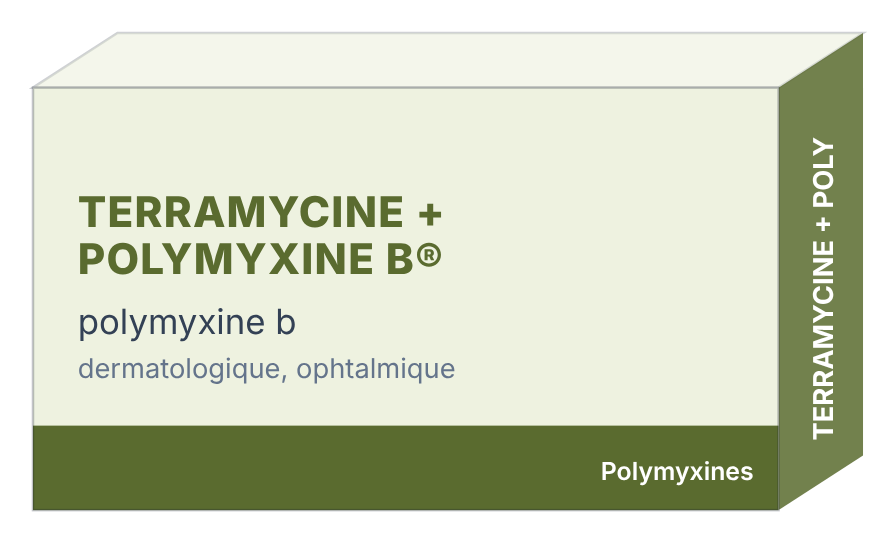 TERRAMYCINE +
POLYMYXINE B®
polymyxine b
dermatologique, ophtalmique
Polymyxines
TERRAMYCINE + POLY